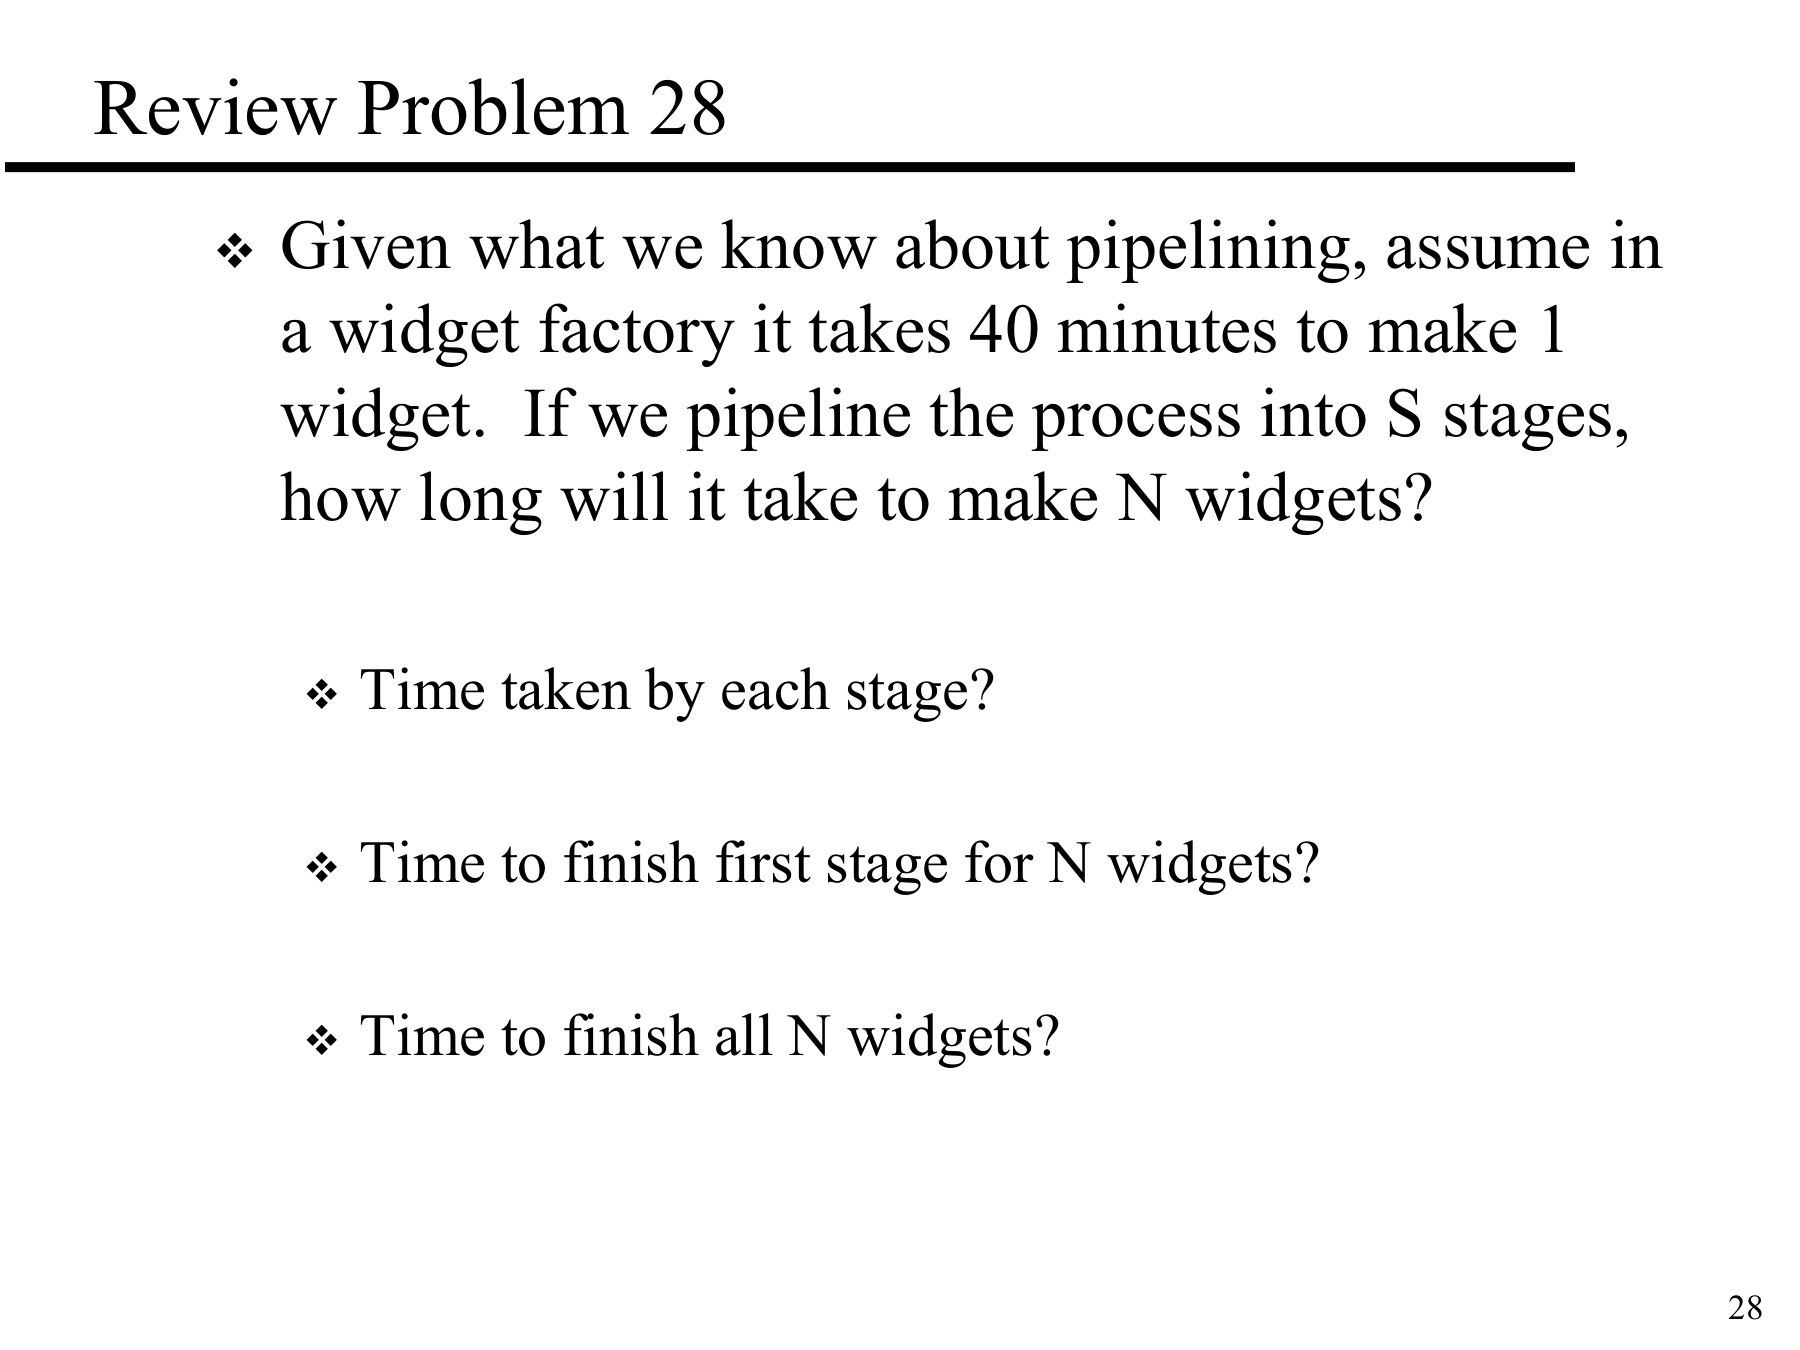 Review Problem 28
❖ Given what we know about pipelining, assume in
a widget factory it takes 40 minutes to make 1
widget.  If we pipeline the process into S stages,
how long will it take to make N widgets?
❖ Time taken by each stage?
❖ Time to finish first stage for N widgets?
❖ Time to finish all N widgets?
28